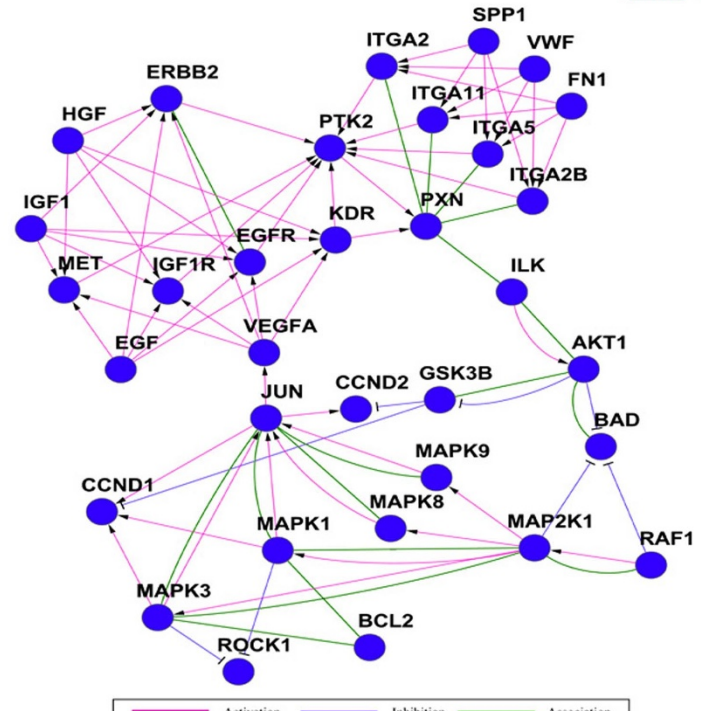 SPP1
ITGA2
VWF
ERBB2
FN1
ITGA11
HGF
PTK2
ITGA5
ITGA2B
IGF1
PXN
KDR
EGFR
MET
IGF1R
ILK
VEGFA
EGF
AKT1
GSK3B
CCND2
JUN
BAD
MAPK9
CCND1
MAPK8
MAPK1
MAP2K1
RAF1
MAPK3
BCL2
ROCK1
Activation Inhibition Association